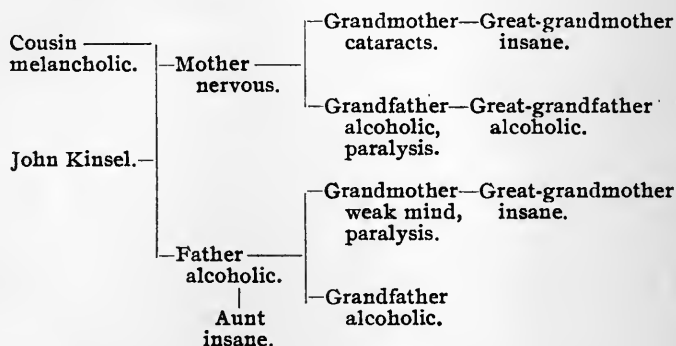 Grandmother—Great-grandmother
cataracts. insane.
Cousin
melancholic.
Mother
nervous.
Grandfather—Great-grandfather
alcoholic, alcoholic.
paralysis.
John Kinsel.
Grandmother—Great-grandmother
weak mind, insane.
paralysis.
Father
alcoholic.
Grandfather
alcoholic.
Aunt
insane.